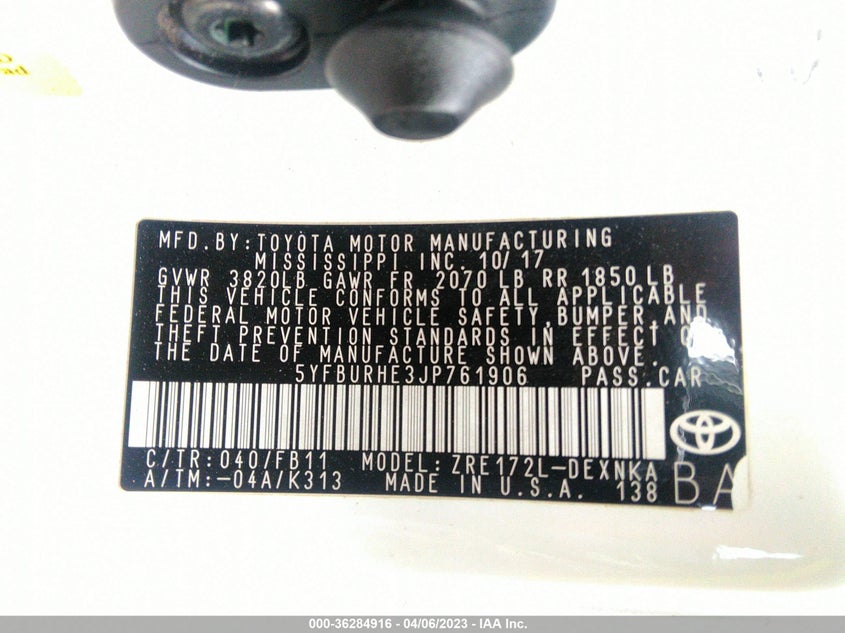 MFD.BY:TOYOTA MOTOR MANUFACTURING
MISSISSIPPI INC. 10/17
GVWR 3820LB GAWR FR 2070 LB RR 1850LB
THIS VEHICLE CONFORMS TO ALL APPLICABLE
FEDERAL MOTOR VEHICLE SAFETY,BUMPER,AND
THEFT PREVENTION STANDARDS IN EFFECT
THE DATE OF MANUFACTURE SHOWN ABOVE.
5YFBURHE3JP761906 PASS.CAR
C/TR:040/FB11 MODEL:ZRE172L-DEXNKA
A/TM:-04A/K313 MADE IN U.S.A. 138 BA
000-36284916 - 04/06/2023 - IAA Inc.